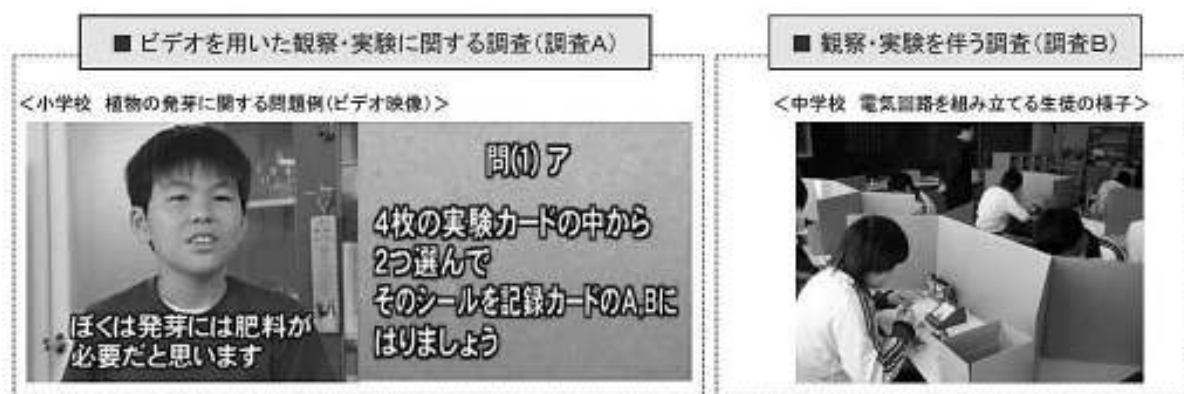 ■ ビデオを用いた観察・実験に関する調査(調査A)
<小学校 植物の発芽に関する問題例(ビデオ映像)>
ぼくは発芽には肥料が
必要だと思います
問(1) ア
4枚の実験カードの中から
2つ選んで
そのシールを記録カードのA,Bに
はりましょう
■ 観察・実験を伴う調査(調査B)
<中学校 電気回路を組み立てる生徒の様子>